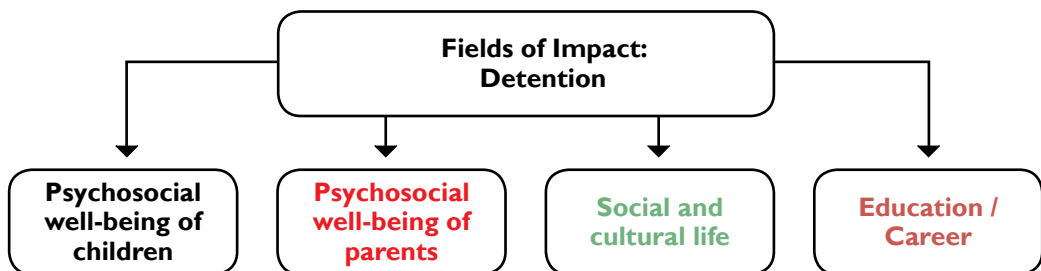 Fields of Impact:
Detention
Psychosocial
well-being of
children
Psychosocial
well-being of
parents
Social and
cultural life
Education /
Career